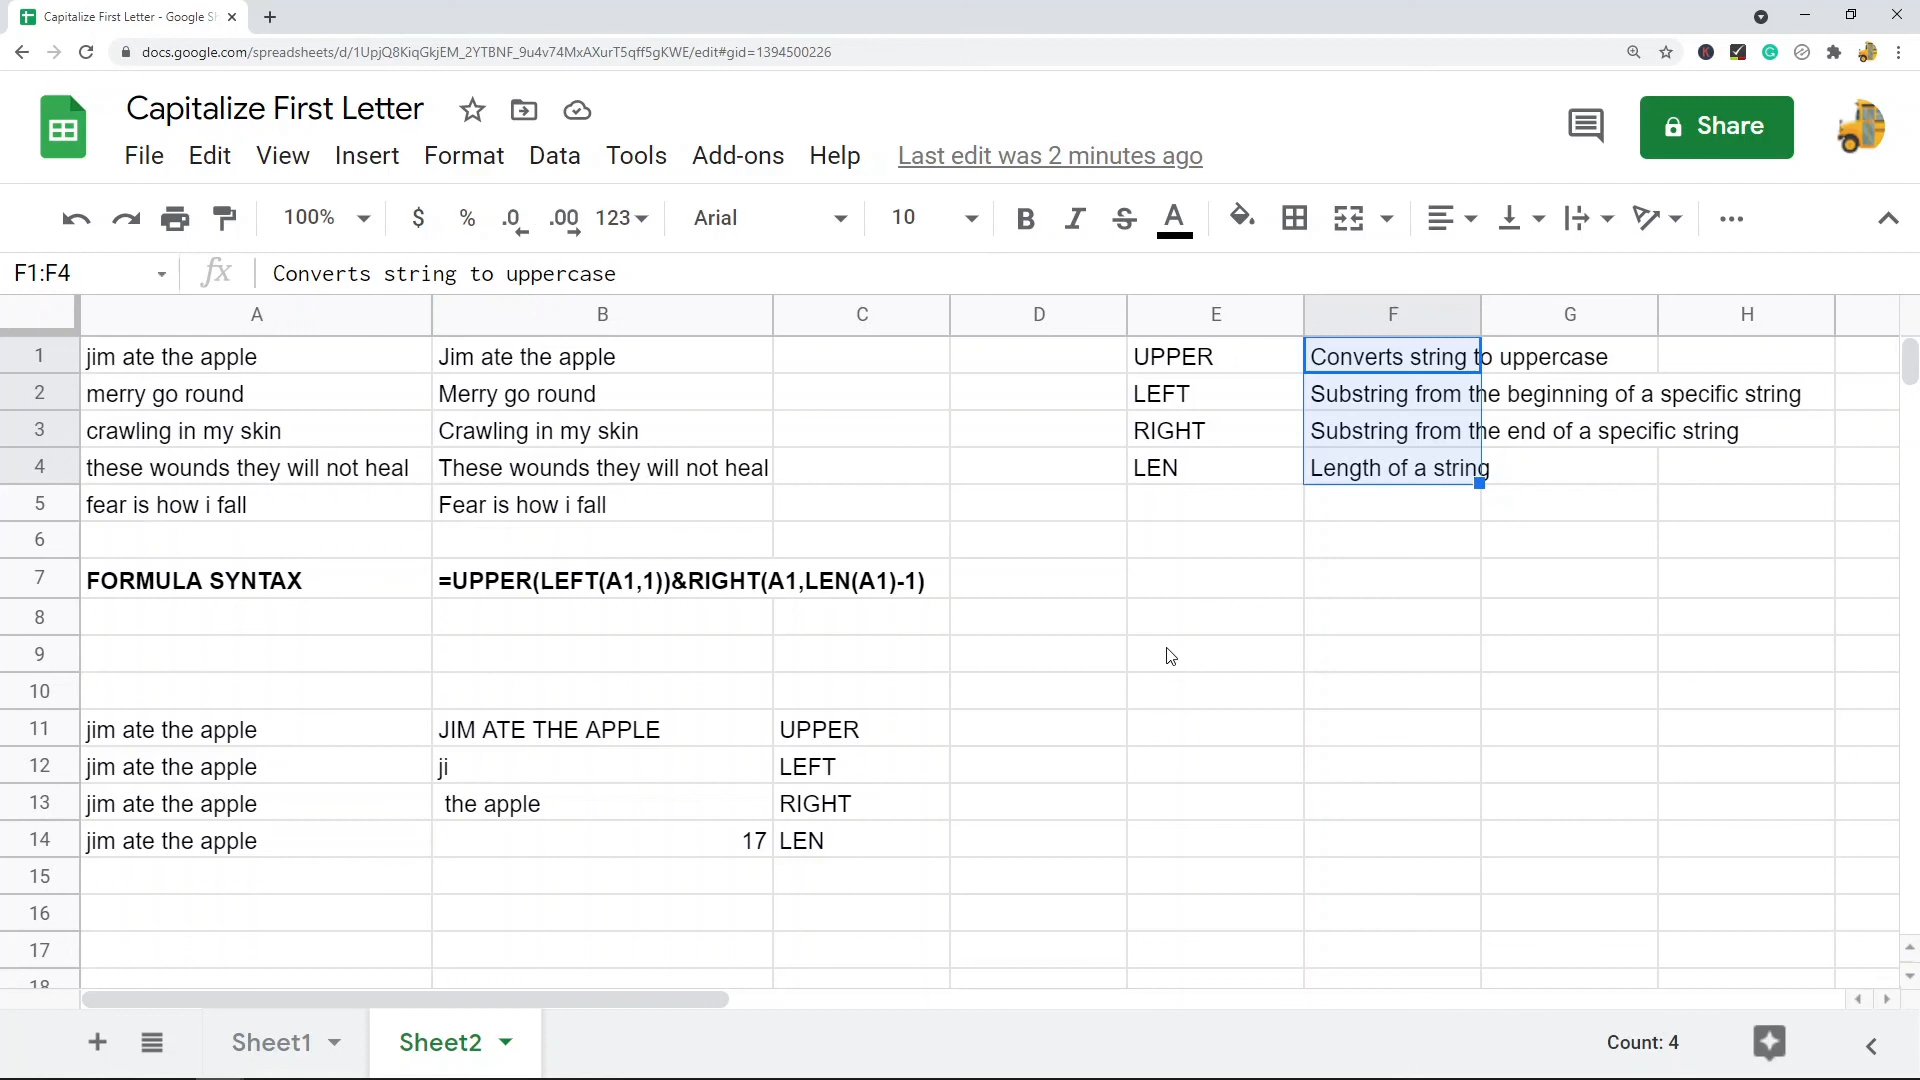 Capitalize First Letter - Google Sh
docs.google.com/spreadsheets/d/1UpjQ8KiqGkjEM_2YTBNF_9u4v74MxAXurT5qff5gKWE/edit#gid=1394500226
Capitalize First Letter
Share
File Edit View Insert Format Data Tools Add-ons Help Last edit was 2 minutes ago
100% $ % .0 .00 123 Arial 10 B I S A
F1:F4 fx Converts string to uppercase
A B C D E F G H
1 jim ate the apple Jim ate the apple UPPER Converts string to uppercase
2 merry go round Merry go round LEFT Substring from the beginning of a specific string
3 crawling in my skin Crawling in my skin RIGHT Substring from the end of a specific string
4 these wounds they will not heal These wounds they will not heal LEN Length of a string
5 fear is how i fall Fear is how i fall
6
7 FORMULA SYNTAX =UPPER(LEFT(A1,1))&RIGHT(A1,LEN(A1)-1)
8
9
10
11 jim ate the apple JIM ATE THE APPLE UPPER
12 jim ate the apple ji LEFT
13 jim ate the apple the apple RIGHT
14 jim ate the apple 17 LEN
15
16
17
18
Sheet1 Sheet2 Count: 4